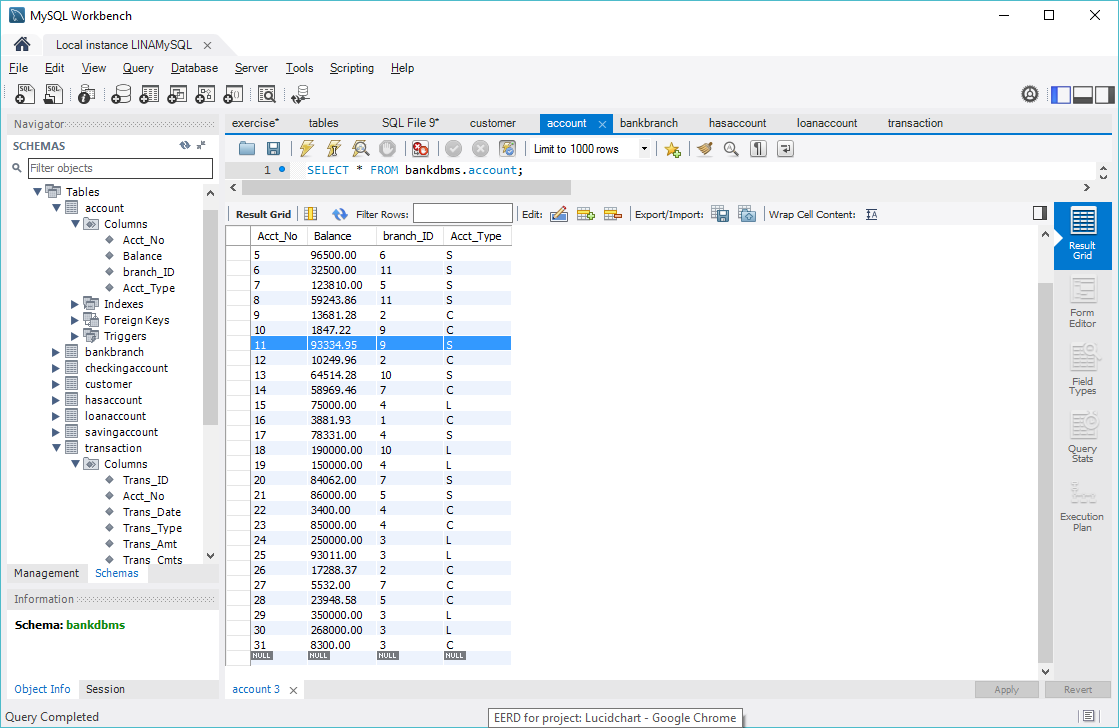 MySQL Workbench
Local instance LINAMySQL
File Edit View Query Database Server Tools Scripting Help
Navigator
SCHEMAS
Filter objects
Tables
account
Columns
Acct_No
Balance
branch_ID
Acct_Type
Indexes
Foreign Keys
Triggers
bankbranch
checkingaccount
customer
hasaccount
loanaccount
savingaccount
transaction
Columns
Trans_ID
Acct_No
Trans_Date
Trans_Type
Trans_Amt
Trans_Cmts
Management Schemas
Information
Schema: bankdbms
Object Info Session
exercise* tables SQL File 9* customer account bankbranch hasaccount loanaccount transaction
Limit to 1000 rows
1 SELECT * FROM bankdbms.account;
Result Grid Filter Rows: Edit: Export/Import: Wrap Cell Content:
Acct_No Balance branch_ID Acct_Type
5 96500.00 6 S
6 32500.00 11 S
7 123810.00 5 S
8 59243.86 11 S
9 13681.28 2 C
10 1847.22 9 C
11 93334.95 9 S
12 10249.96 2 C
13 64514.28 10 S
14 58969.46 7 C
15 75000.00 4 L
16 3881.93 1 C
17 78331.00 4 S
18 190000.00 10 L
19 150000.00 4 L
20 84062.00 7 S
21 86000.00 5 S
22 3400.00 4 C
23 85000.00 4 C
24 250000.00 3 L
25 93011.00 3 L
26 17288.37 2 C
27 5532.00 7 C
28 23948.58 5 C
29 350000.00 3 L
30 268000.00 3 L
31 8300.00 3 C
NULL NULL NULL NULL
Result
Grid
Form
Editor
Field
Types
Query
Stats
Execution
Plan
account 3
Apply Revert
Query Completed
EERD for project: Lucidchart - Google Chrome